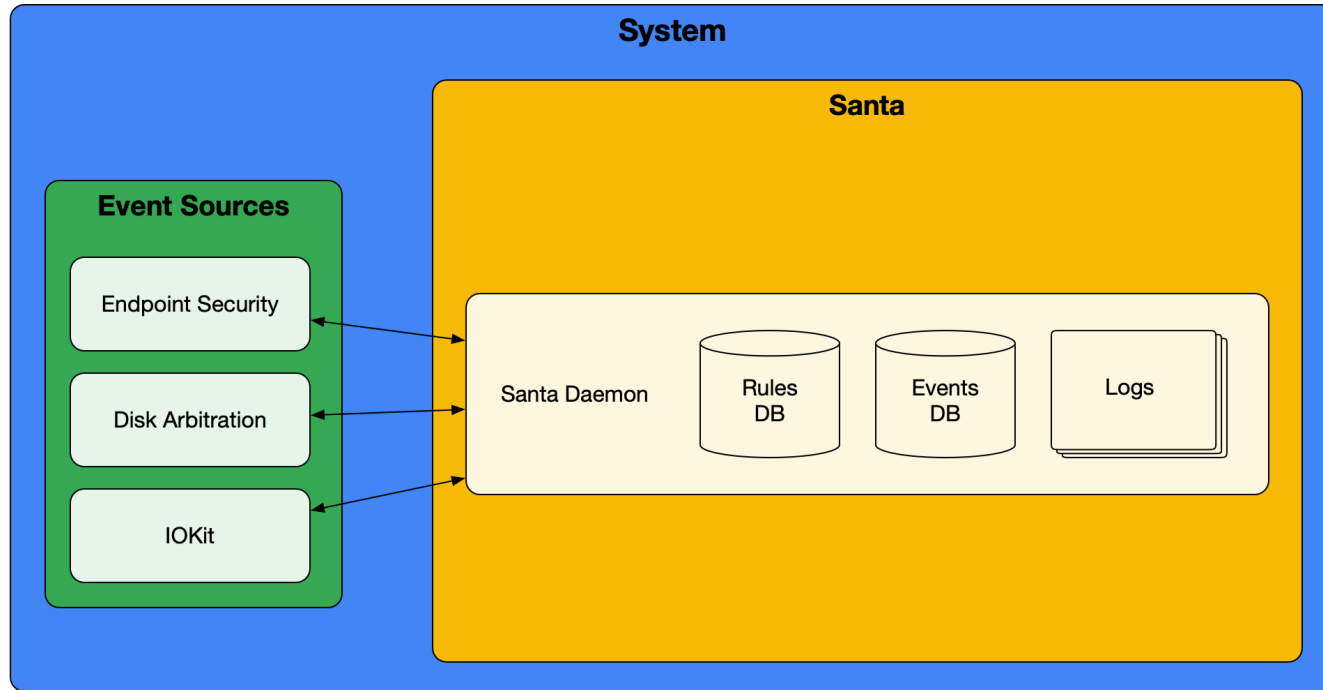 System
Santa
Event Sources
Endpoint Security
Disk Arbitration
IOKit
Santa Daemon
Rules
DB
Events
DB
Logs